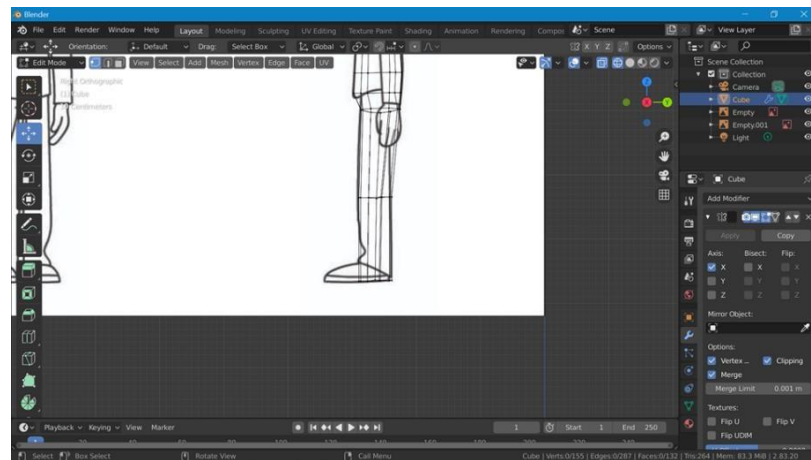 Blender
File Edit Render Window Help Layout Modeling Sculpting UV Editing Texture Paint Shading Animation Rendering Compos Scene View Layer
Orientation: Default Drag: Select Box Global X Y Z Options
Edit Mode View Select Add Mesh Vertex Edge Face UV
Right Orthographic
(1) Cube
Centimeters
Scene Collection
Collection
Camera
Cube
Empty
Empty.001
Light
Cube
Add Modifier
Apply Copy
Axis: Bisect: Flip:
X X X
Y Y Y
Z Z Z
Mirror Object:
Options:
Vertex ... Clipping
Merge
Merge Limit 0.001 m
Textures:
Flip U Flip V
Flip UDIM
Playback Keying View Marker 1 Start 1 End 250
Select Box Select Rotate View Call Menu Cube | Verts:0/155 | Edges:0/287 | Faces:0/132 | Tris:264 | Mem: 83.3 MiB | 2.83.20